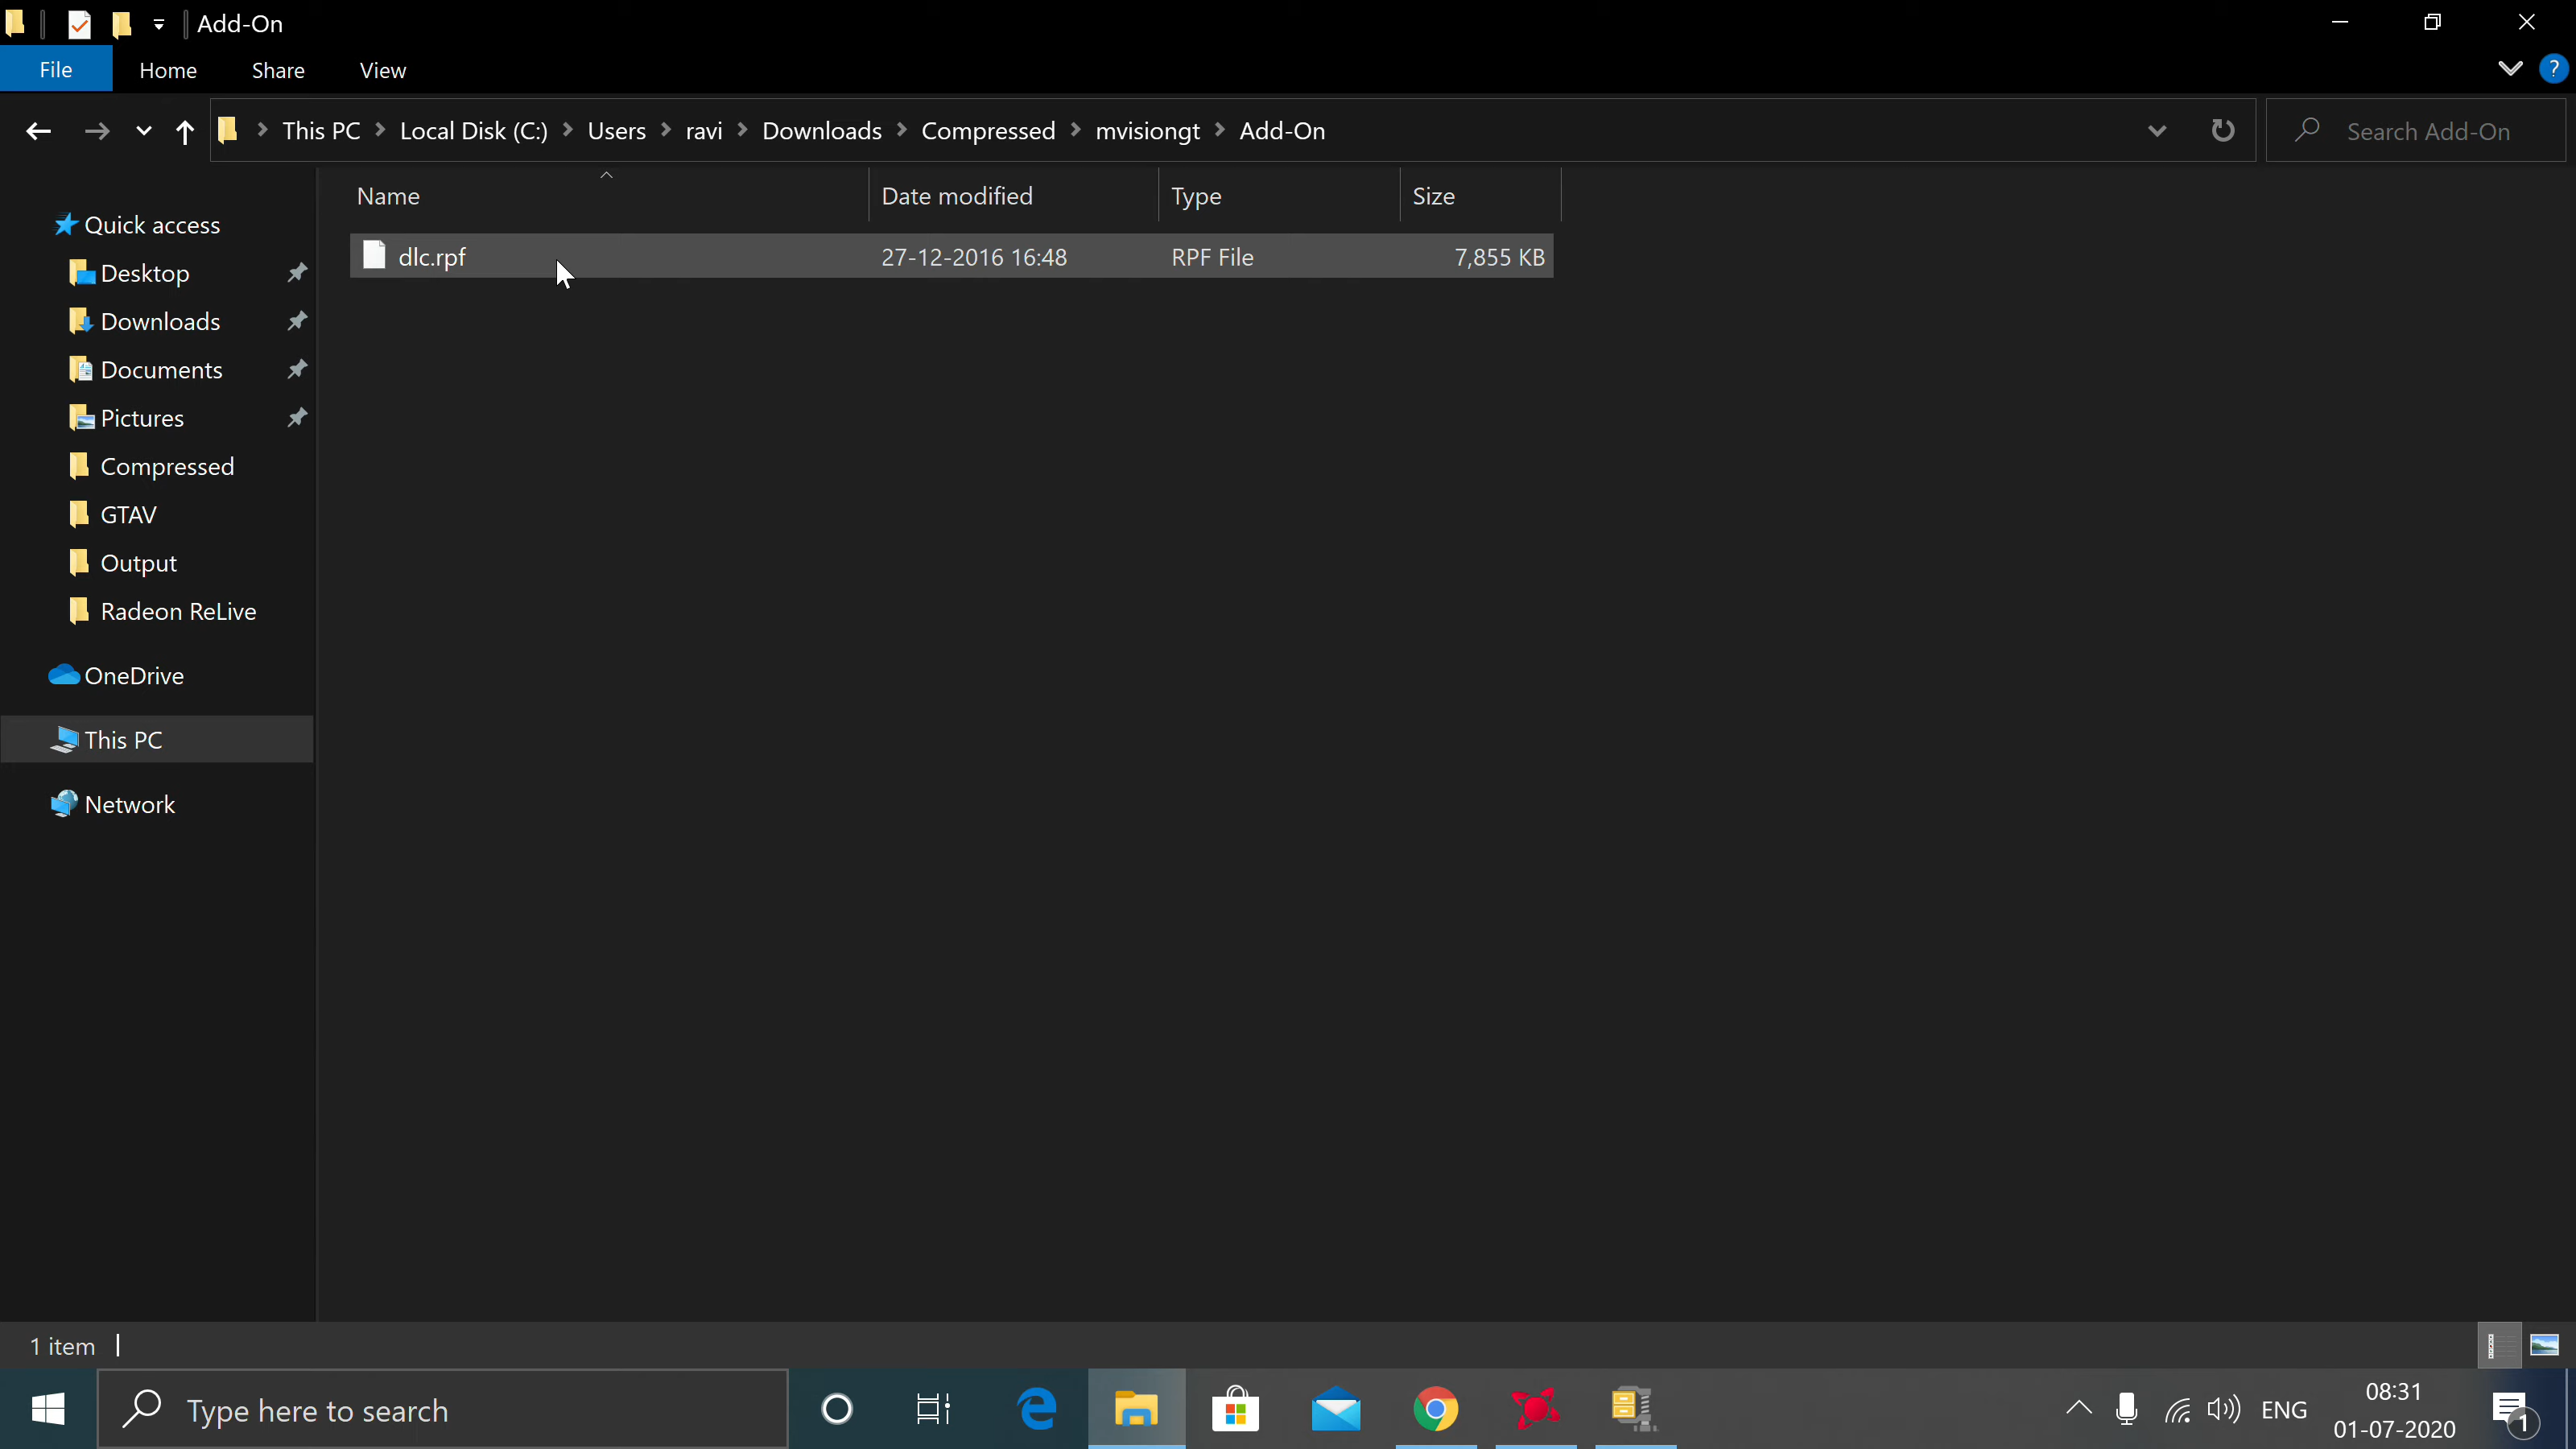 Add-On
File Home Share View
This PC Local Disk (C:) Users ravi Downloads Compressed mvisiongt Add-On Search Add-On
Name Date modified Type Size
dlc.rpf 27-12-2016 16:48 RPF File 7,855 KB
Quick access
Desktop
Downloads
Documents
Pictures
Compressed
GTAV
Output
Radeon ReLive
OneDrive
This PC
Network
1 item
Type here to search
ENG
08:31
01-07-2020
1